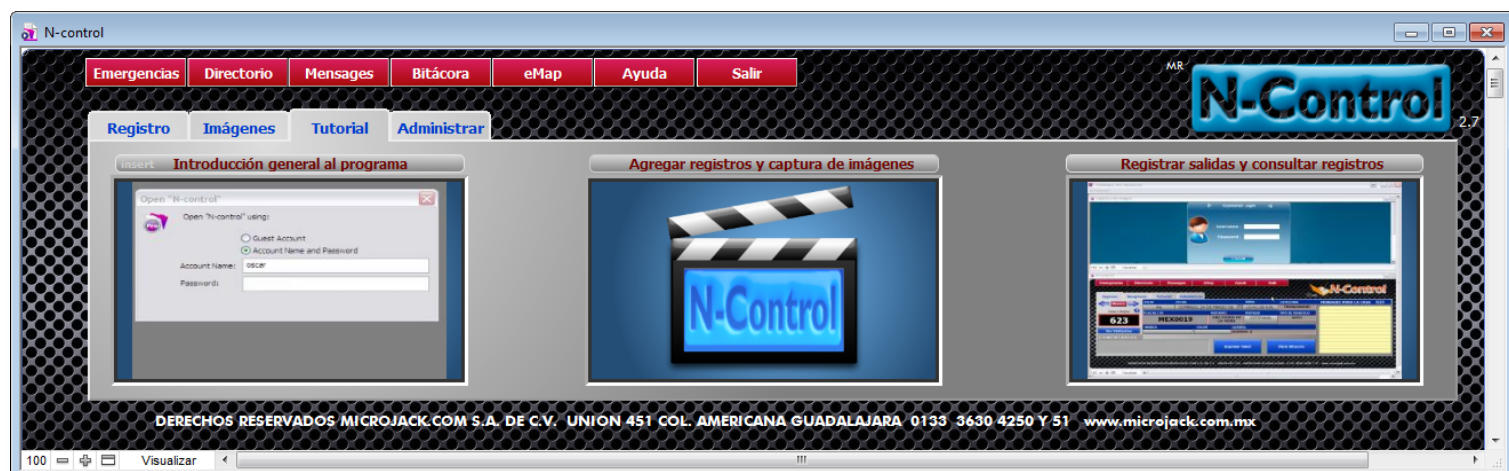 N-control
Emergencias Directorio Mensages Bitácora eMap Ayuda Salir
MR
N-Control
2.7
Registro Imágenes Tutorial Administrar
insert Introducción general al programa
Agregar registros y captura de imágenes
Registrar salidas y consultar registros
Open "N-control"
Open "N-control" using:
Guest Account
Account Name and Password
Account Name: oscar
Password:
N-Control
N-Control
623
MEX0019
DERECHOS RESERVADOS MICROJACK.COM S.A. DE C.V. UNION 451 COL. AMERICANA GUADALAJARA 0133 3630 4250 Y 51 www.microjack.com.mx
100 Visualizar